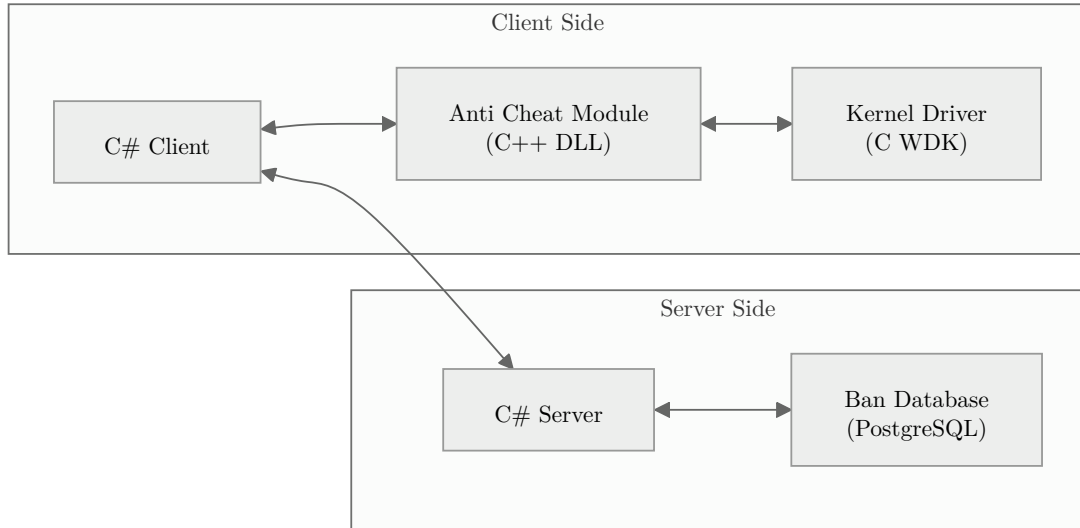 Client Side
C# Client
Anti Cheat Module
(C++ DLL)
Kernel Driver
(C WDK)
Server Side
C# Server
Ban Database
(PostgreSQL)